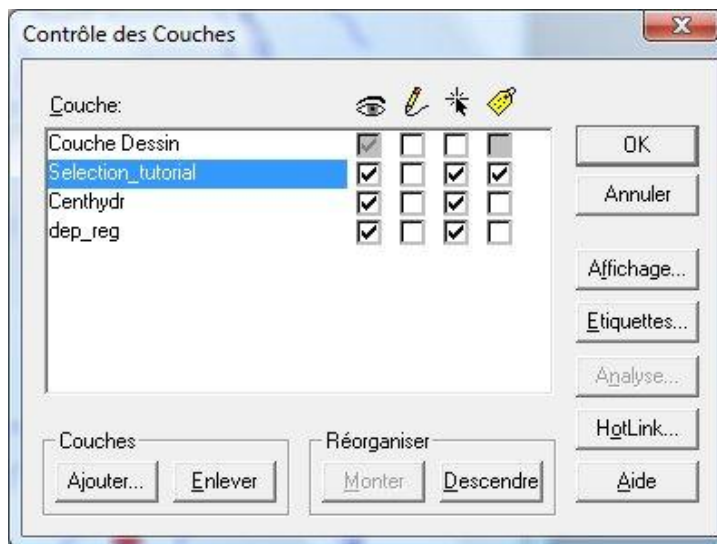 Contrôle des Couches
Couche:
Couche Dessin
Selection_tutorial
Centhydr
dep_reg
OK
Annuler
Affichage...
Etiquettes...
Analyse...
HotLink...
Aide
Couches
Ajouter...
Enlever
Réorganiser
Monter
Descendre